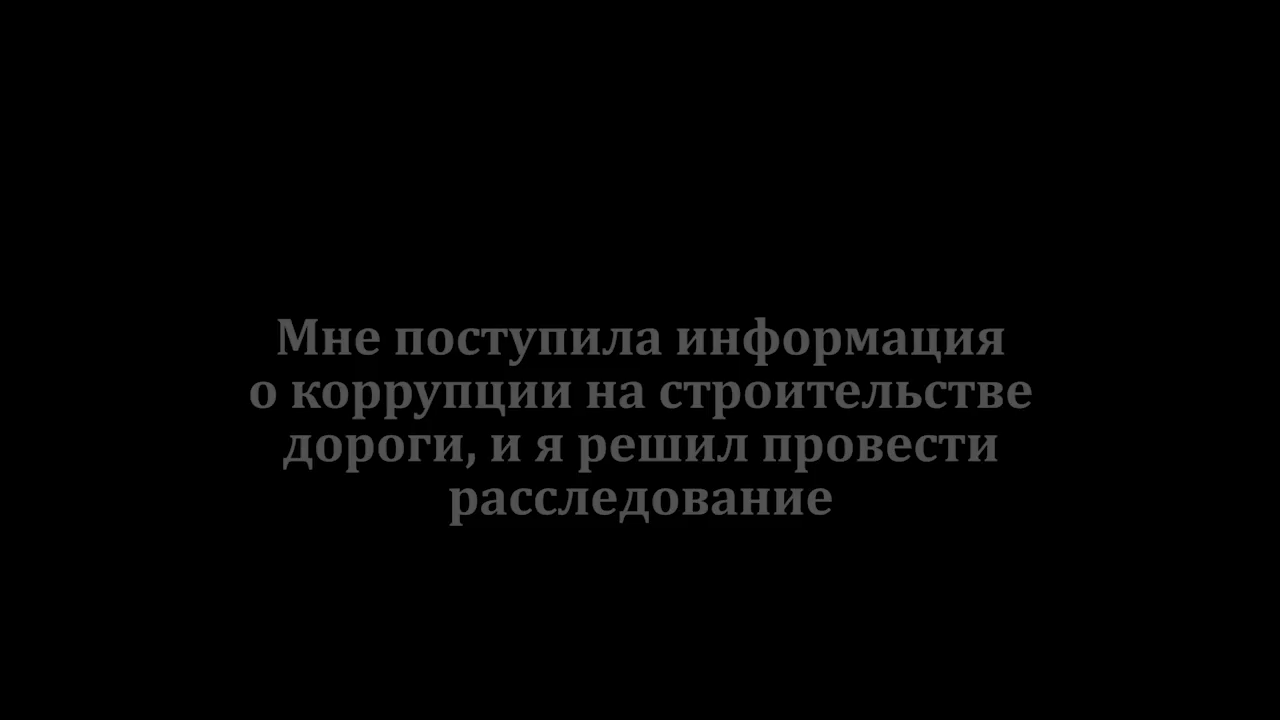 Мне поступила информация
о коррупции на строительстве
дороги, и я решил провести
расследование